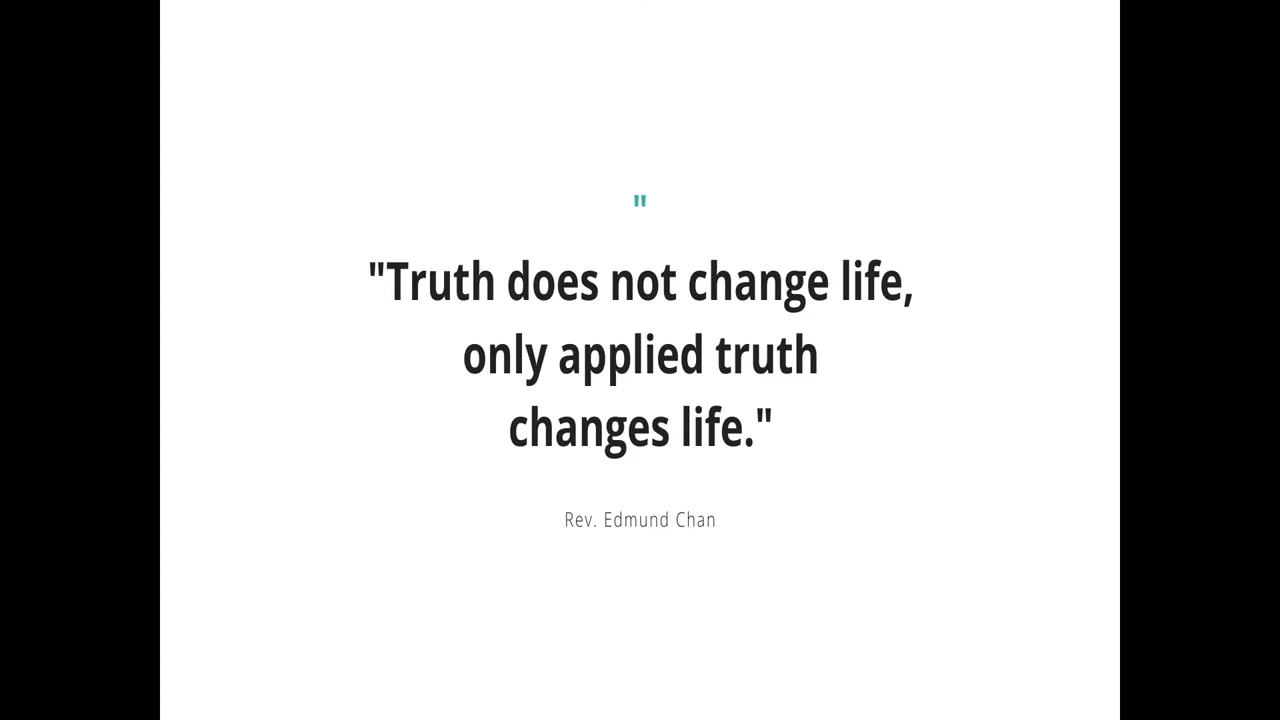 "
"Truth does not change life,
only applied truth
changes life."
Rev. Edmund Chan